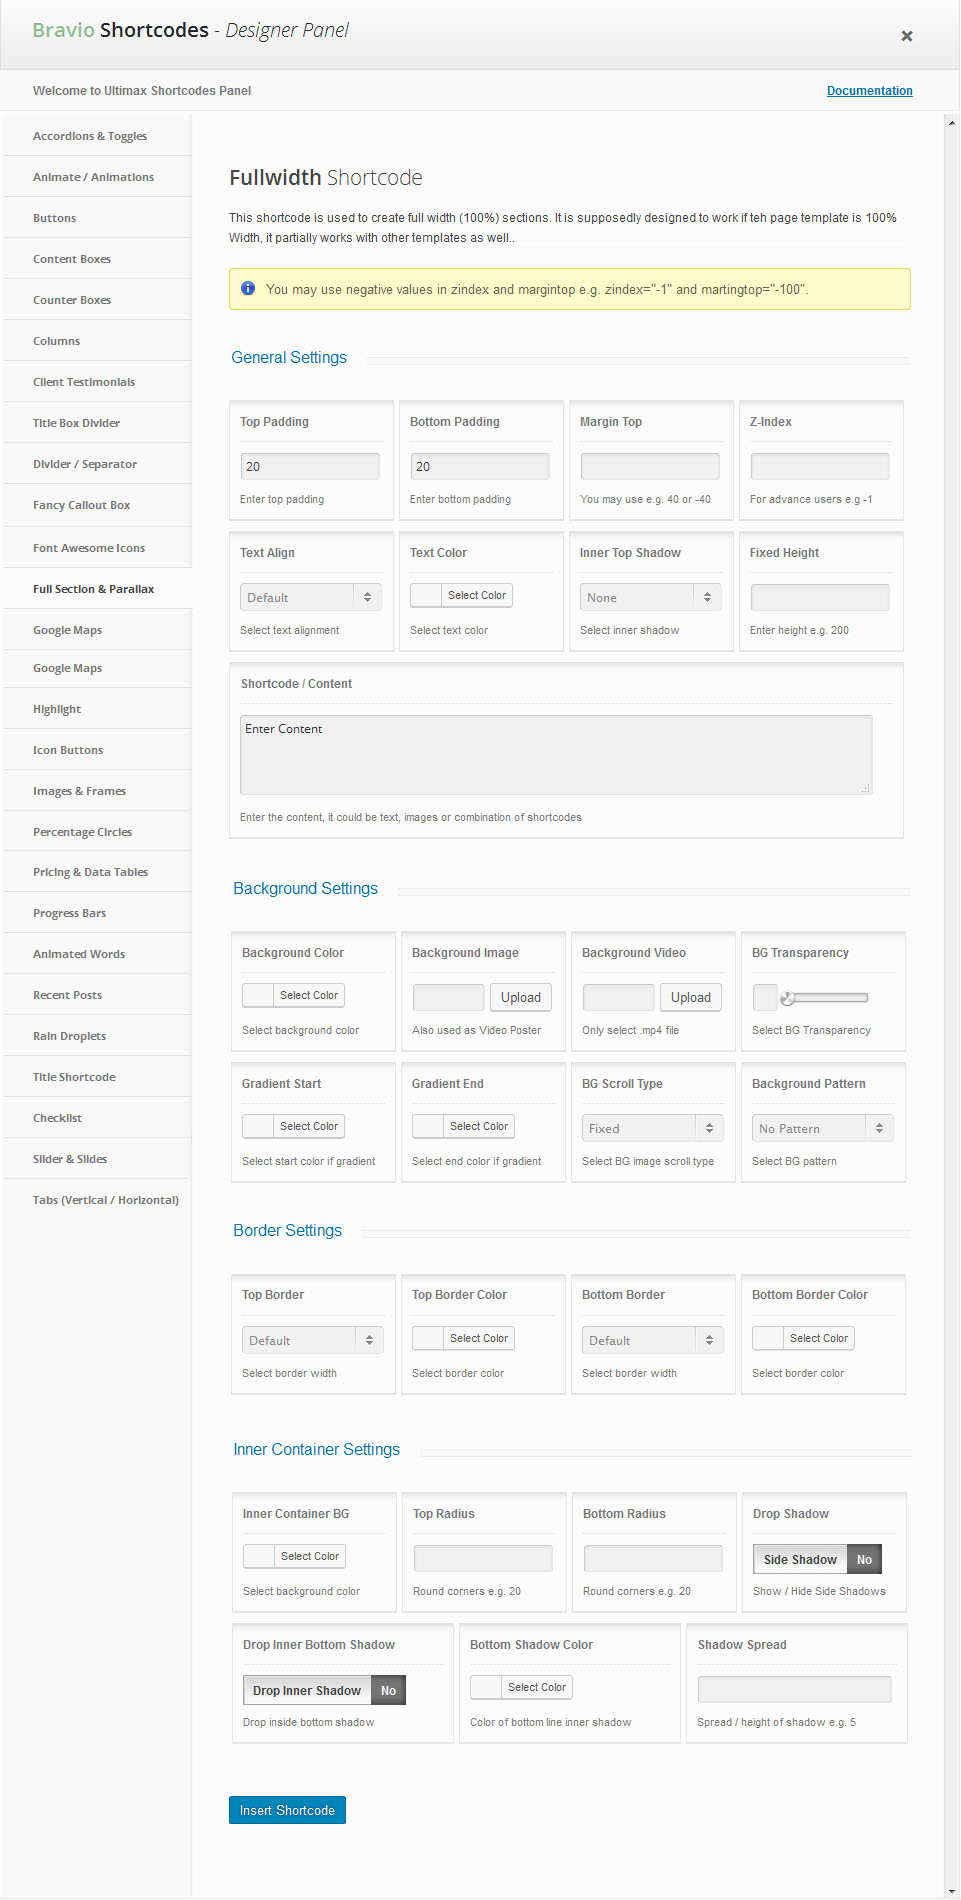 Bravio Shortcodes - Designer Panel
Welcome to Ultimax Shortcodes Panel
Documentation
Accordions & Toggles
Animate / Animations
Buttons
Content Boxes
Counter Boxes
Columns
Client Testimonials
Title Box Divider
Divider / Separator
Fancy Callout Box
Font Awesome Icons
Full Section & Parallax
Google Maps
Google Maps
Highlight
Icon Buttons
Images & Frames
Percentage Circles
Pricing & Data Tables
Progress Bars
Animated Words
Recent Posts
Rain Droplets
Title Shortcode
Checklist
Slider & Slides
Tabs (Vertical / Horizontal)
Fullwidth Shortcode
This shortcode is used to create full width (100%) sections. It is supposedly designed to work if teh page template is 100%
Width, it partially works with other templates as well..
You may use negative values in zindex and margintop e.g. zindex="-1" and martingtop="-100".
General Settings
Top Padding
20
Enter top padding
Bottom Padding
20
Enter bottom padding
Margin Top
You may use e.g. 40 or -40
Z-Index
For advance users e.g -1
Text Align
Default
Select text alignment
Text Color
Select Color
Select text color
Inner Top Shadow
None
Select inner shadow
Fixed Height
Enter height e.g. 200
Shortcode / Content
Enter Content
Enter the content, it could be text, images or combination of shortcodes
Background Settings
Background Color
Select Color
Select background color
Background Image
Upload
Also used as Video Poster
Background Video
Upload
Only select .mp4 file
BG Transparency
Select BG Transparency
Gradient Start
Select Color
Select start color if gradient
Gradient End
Select Color
Select end color if gradient
BG Scroll Type
Fixed
Select BG image scroll type
Background Pattern
No Pattern
Select BG pattern
Border Settings
Top Border
Default
Select border width
Top Border Color
Select Color
Select border color
Bottom Border
Default
Select border width
Bottom Border Color
Select Color
Select border color
Inner Container Settings
Inner Container BG
Select Color
Select background color
Top Radius
Round corners e.g. 20
Bottom Radius
Round corners e.g. 20
Drop Shadow
Side Shadow No
Show / Hide Side Shadows
Drop Inner Bottom Shadow
Drop Inner Shadow No
Drop inside bottom shadow
Bottom Shadow Color
Select Color
Color of bottom line inner shadow
Shadow Spread
Spread / height of shadow e.g. 5
Insert Shortcode